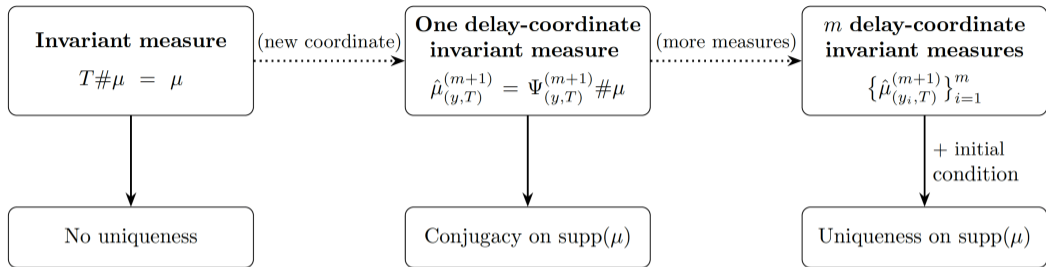 Invariant measure
T#μ = μ
(new coordinate)
One delay-coordinate
invariant measure
μ̂^{(m+1)}_{(y,T)} = Ψ^{(m+1)}_{(y,T)}#μ
(more measures)
m delay-coordinate
invariant measures
{μ̂^{(m+1)}_{(y_i,T)}}^m_{i=1}
+ initial
condition
No uniqueness
Conjugacy on supp(μ)
Uniqueness on supp(μ)